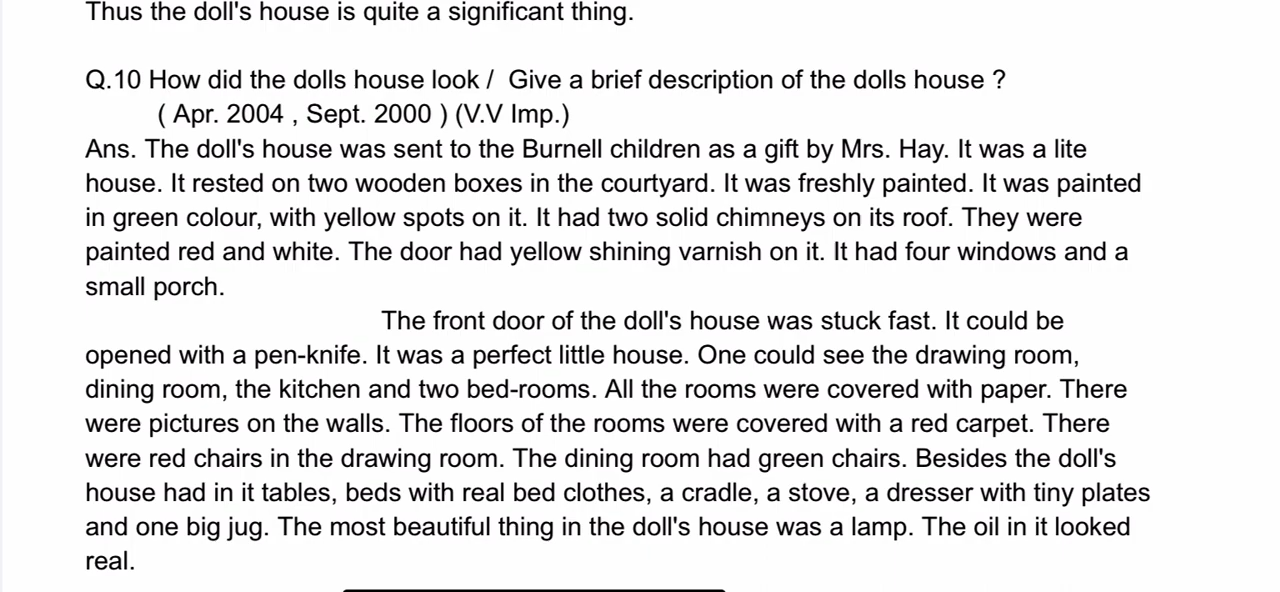 Thus the doll's house is quite a significant thing.
Q.10 How did the dolls house look / Give a brief description of the dolls house ?
( Apr. 2004 , Sept. 2000 ) (V.V Imp.)
Ans. The doll's house was sent to the Burnell children as a gift by Mrs. Hay. It was a lite
house. It rested on two wooden boxes in the courtyard. It was freshly painted. It was painted
in green colour, with yellow spots on it. It had two solid chimneys on its roof. They were
painted red and white. The door had yellow shining varnish on it. It had four windows and a
small porch.
The front door of the doll's house was stuck fast. It could be
opened with a pen-knife. It was a perfect little house. One could see the drawing room,
dining room, the kitchen and two bed-rooms. All the rooms were covered with paper. There
were pictures on the walls. The floors of the rooms were covered with a red carpet. There
were red chairs in the drawing room. The dining room had green chairs. Besides the doll's
house had in it tables, beds with real bed clothes, a cradle, a stove, a dresser with tiny plates
and one big jug. The most beautiful thing in the doll's house was a lamp. The oil in it looked
real.